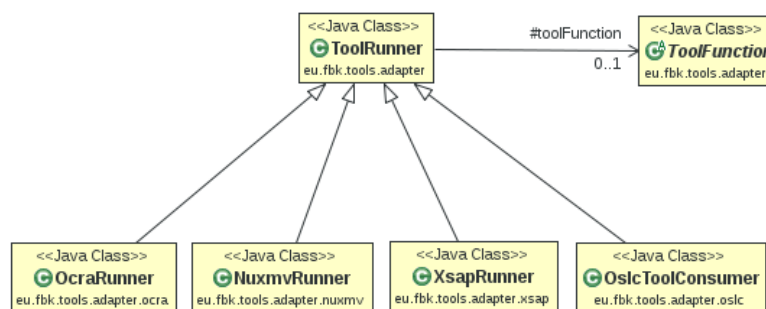 <<Java Class>>
ToolRunner
eu.fbk.tools.adapter
#toolFunction
0..1
<<Java Class>>
ToolFunction
eu.fbk.tools.adapter
<<Java Class>>
OcraRunner
eu.fbk.tools.adapter.ocra
<<Java Class>>
NuxmvRunner
eu.fbk.tools.adapter.nuxmv
<<Java Class>>
XsapRunner
eu.fbk.tools.adapter.xsap
<<Java Class>>
OslcToolConsumer
eu.fbk.tools.adapter.oslc